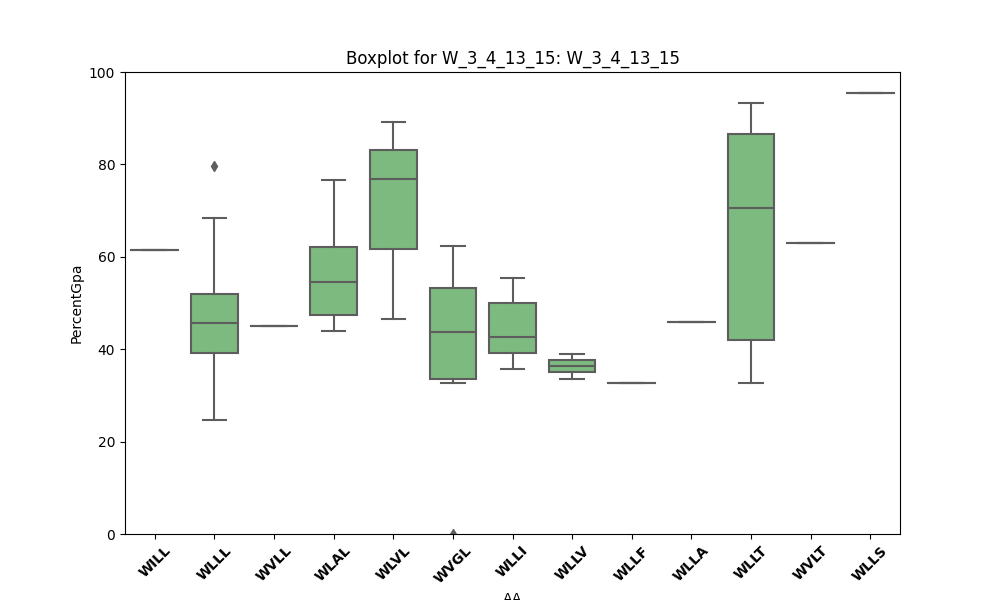 Boxplot for W_3_4_13_15: W_3_4_13_15
100
80
60
40
20
0
PercentGpa
WILL WLLL WVLL WLAL WLVL WVGL WLLI WLLV WLLF WLLA WLLT WVLT WLLS
AA